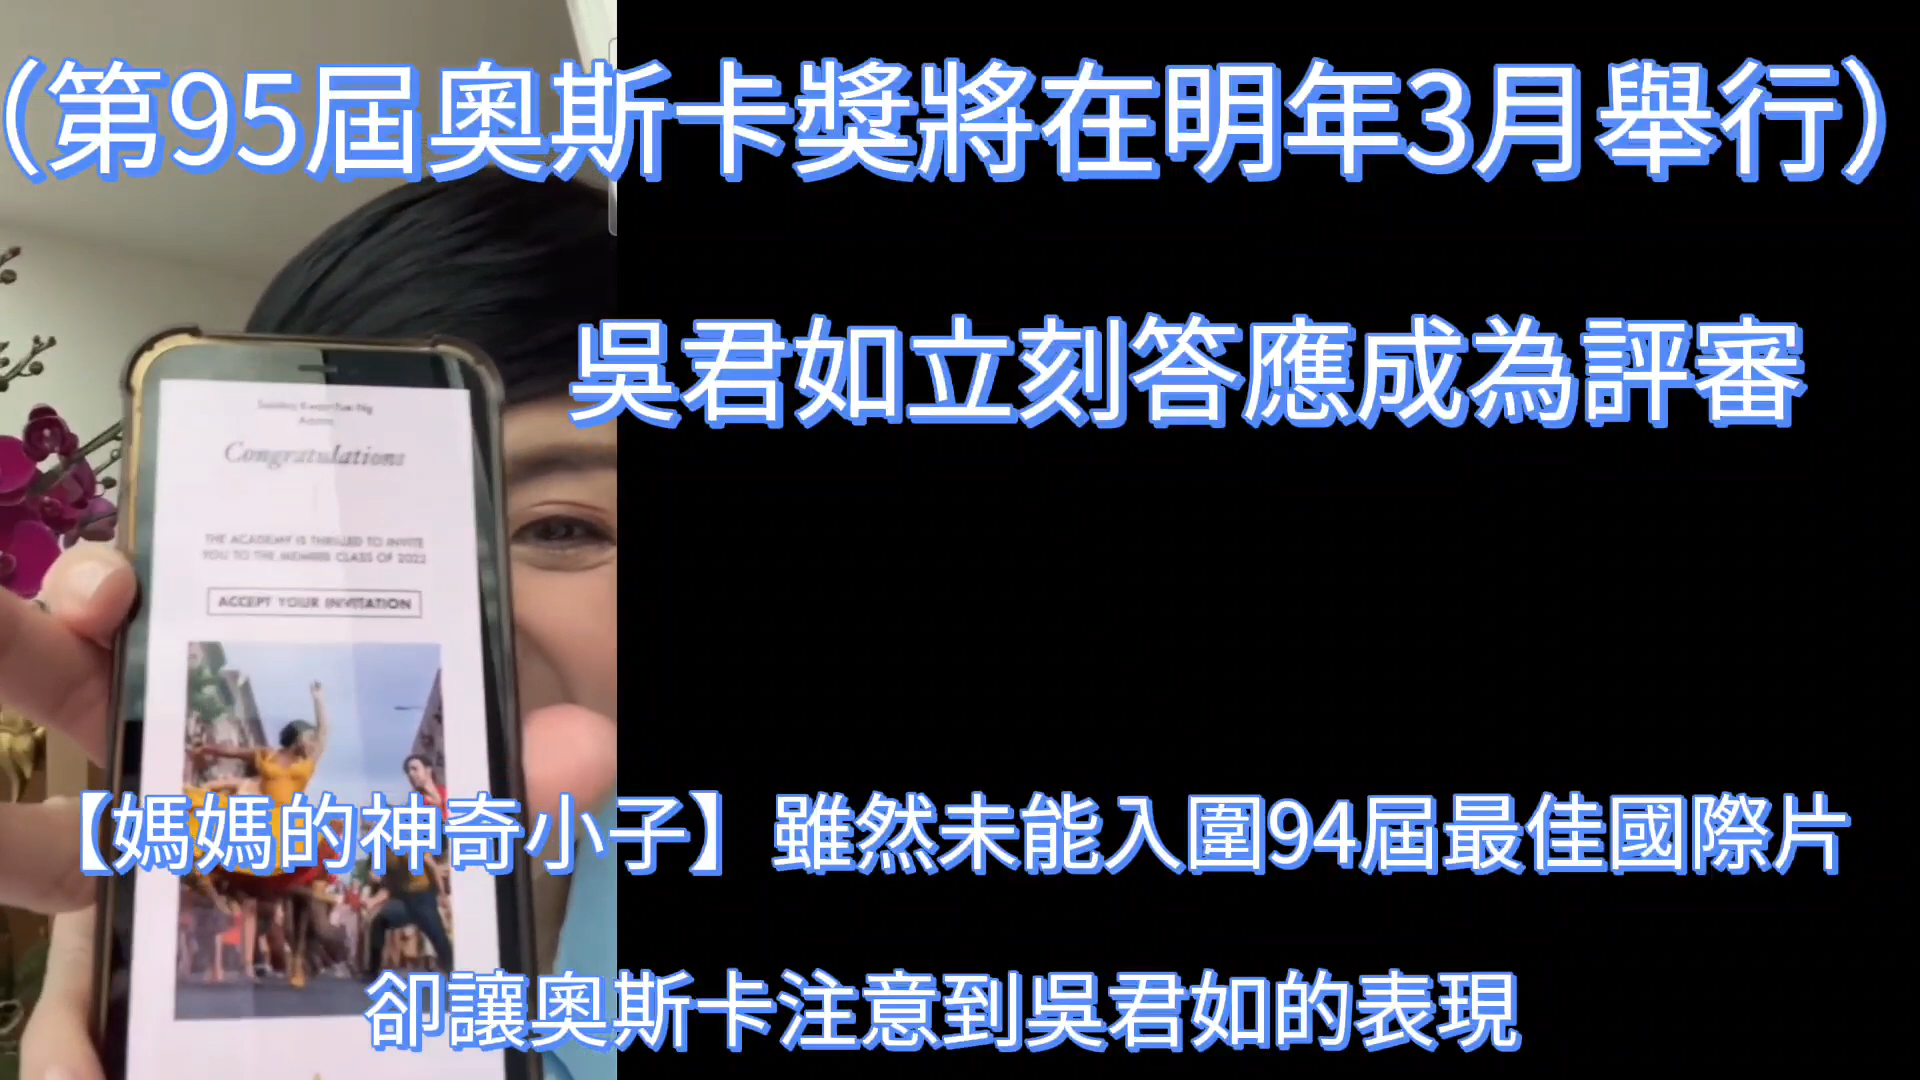 （第95屆奧斯卡獎將在明年3月舉行）
吳君如立刻答應成為評審
Congratulations
THE ACADEMY IS THRILLED TO INVITE
YOU TO THE MEMBER CLASS OF 2022
ACCEPT YOUR INVITATION
【媽媽的神奇小子】雖然未能入圍94屆最佳國際片
卻讓奧斯卡注意到吳君如的表現